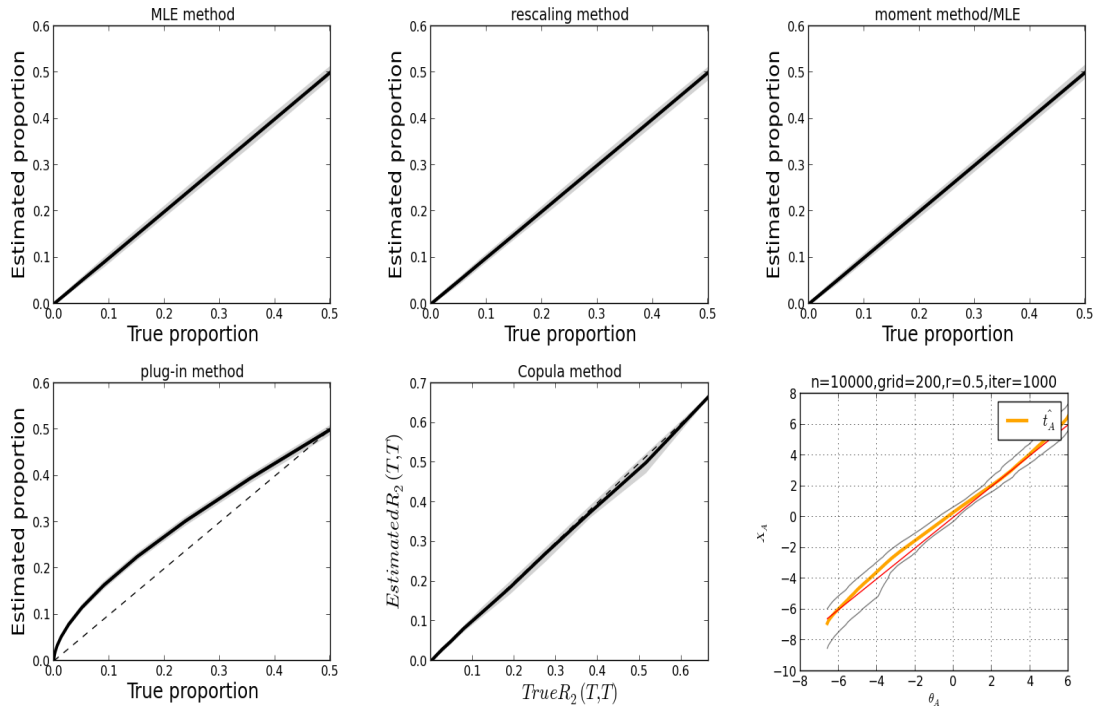 MLE method
0.6
0.5
0.4
0.3
0.2
0.1
0.0
Estimated proportion
0.0 0.1 0.2 0.3 0.4 0.5
True proportion
rescaling method
0.6
0.5
0.4
0.3
0.2
0.1
0.0
Estimated proportion
0.0 0.1 0.2 0.3 0.4 0.5
True proportion
moment method/MLE
0.6
0.5
0.4
0.3
0.2
0.1
0.0
Estimated proportion
0.0 0.1 0.2 0.3 0.4 0.5
True proportion
plug-in method
0.6
0.5
0.4
0.3
0.2
0.1
0.0
Estimated proportion
0.0 0.1 0.2 0.3 0.4 0.5
True proportion
Copula method
0.7
0.6
0.5
0.4
0.3
0.2
0.1
0.0
EstimatedR₂(T,T)
0.0 0.1 0.2 0.3 0.4 0.5 0.6
TrueR₂(T,T)
n=10000,grid=200,r=0.5,iter=1000
8
6
4
2
0
−2
−4
−6
−8
−10
x_A
t̂_A
−8 −6 −4 −2 0 2 4 6
θ_A